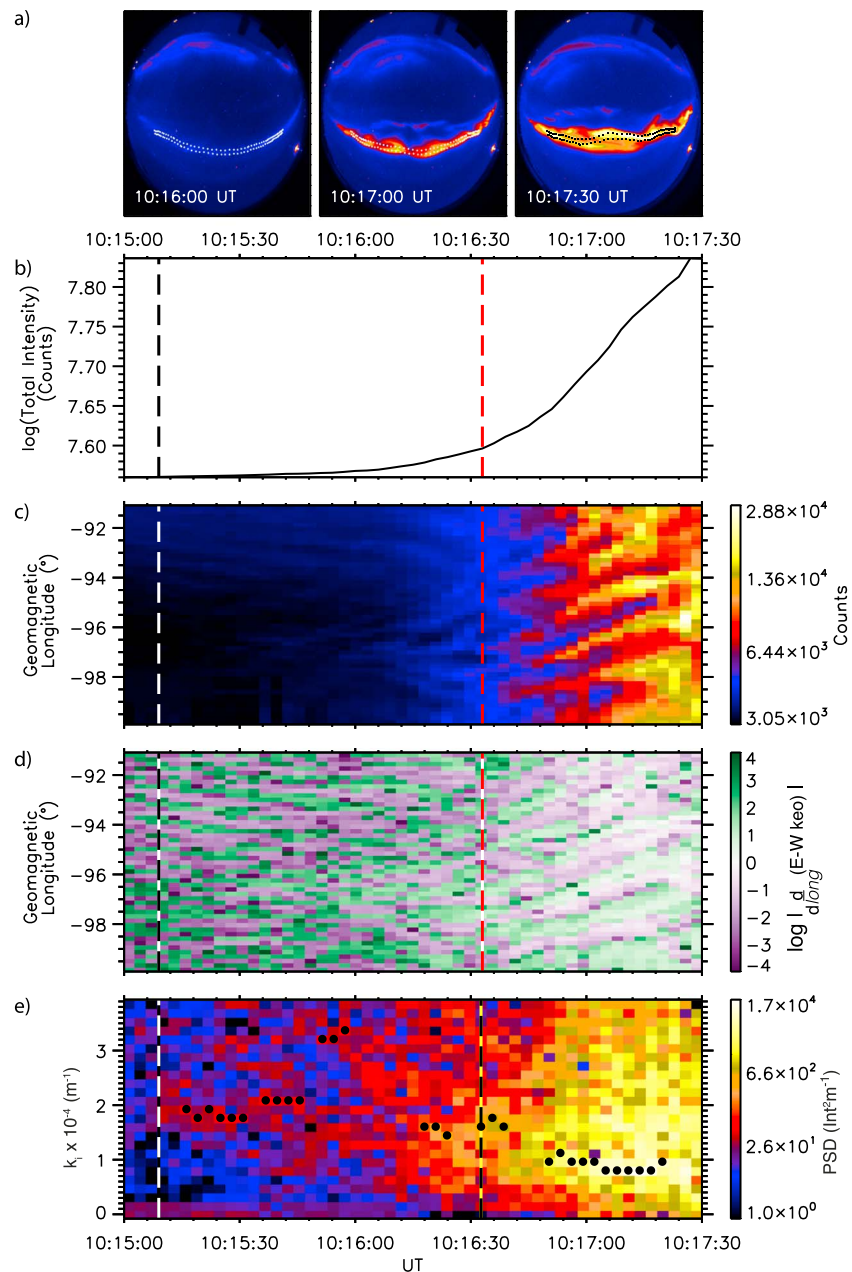 a)
10:16:00 UT
10:17:00 UT
10:17:30 UT
10:15:00 10:15:30 10:16:00 10:16:30 10:17:00 10:17:30
b)
7.80
7.75
7.70
7.65
7.60
log(Total Intensity)
(Counts)
c)
−92
−94
−96
−98
Geomagnetic
Longitude (°)
2.88×10⁴
1.36×10⁴
6.44×10³
3.05×10³
Counts
d)
−92
−94
−96
−98
Geomagnetic
Longitude (°)
4
3
2
1
0
−1
−2
−3
−4
log | d/dlong (E-W keo) |
e)
3
2
1
0
kᵢ x 10⁻⁴ (m⁻¹)
1.7×10⁴
6.6×10²
2.6×10¹
1.0×10⁰
PSD (Int²m⁻¹)
10:15:00 10:15:30 10:16:00 10:16:30 10:17:00 10:17:30
UT